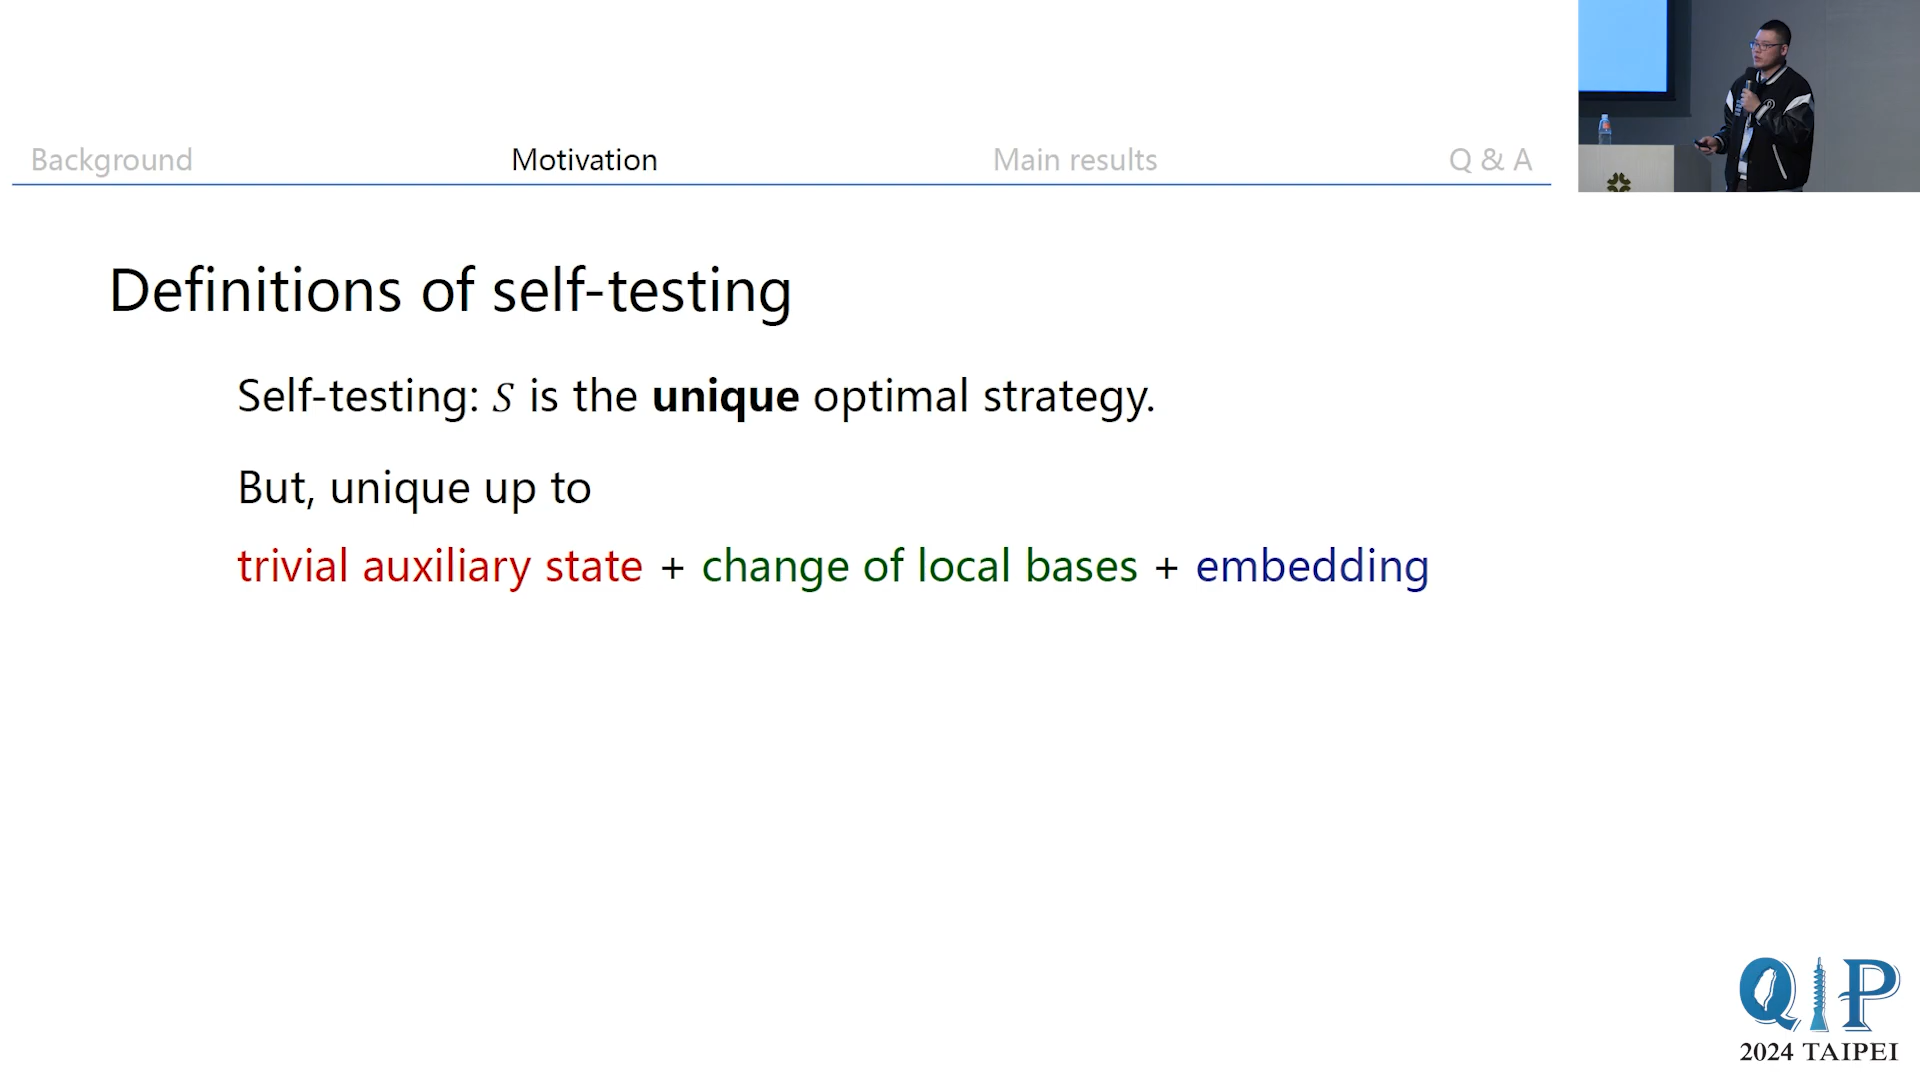 Background Motivation Main results Q & A
Definitions of self-testing
Self-testing: S is the unique optimal strategy.
But, unique up to
trivial auxiliary state + change of local bases + embedding
QIP
2024 TAIPEI